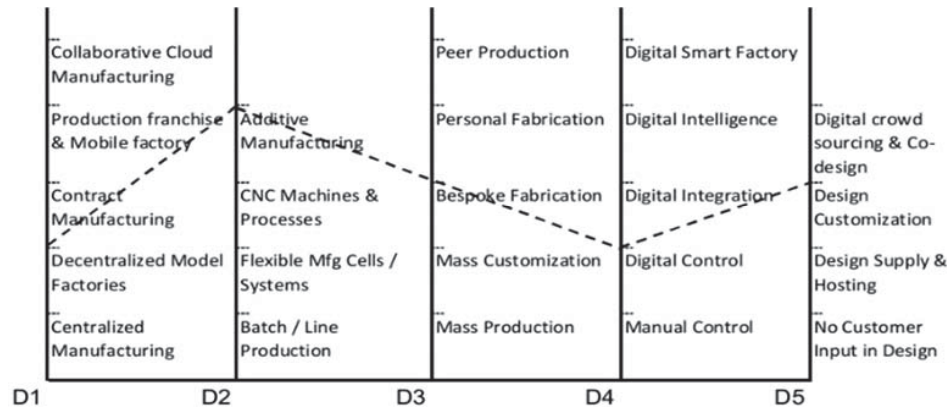 Collaborative Cloud
Manufacturing
Production franchise
& Mobile factory
Contract
Manufacturing
Decentralized Model
Factories
Centralized
Manufacturing
Additive
Manufacturing
CNC Machines &
Processes
Flexible Mfg Cells /
Systems
Batch / Line
Production
Peer Production
Personal Fabrication
Bespoke Fabrication
Mass Customization
Mass Production
Digital Smart Factory
Digital Intelligence
Digital Integration
Digital Control
Manual Control
Digital crowd
sourcing & Co-
design
Design
Customization
Design Supply &
Hosting
No Customer
Input in Design
D1
D2
D3
D4
D5